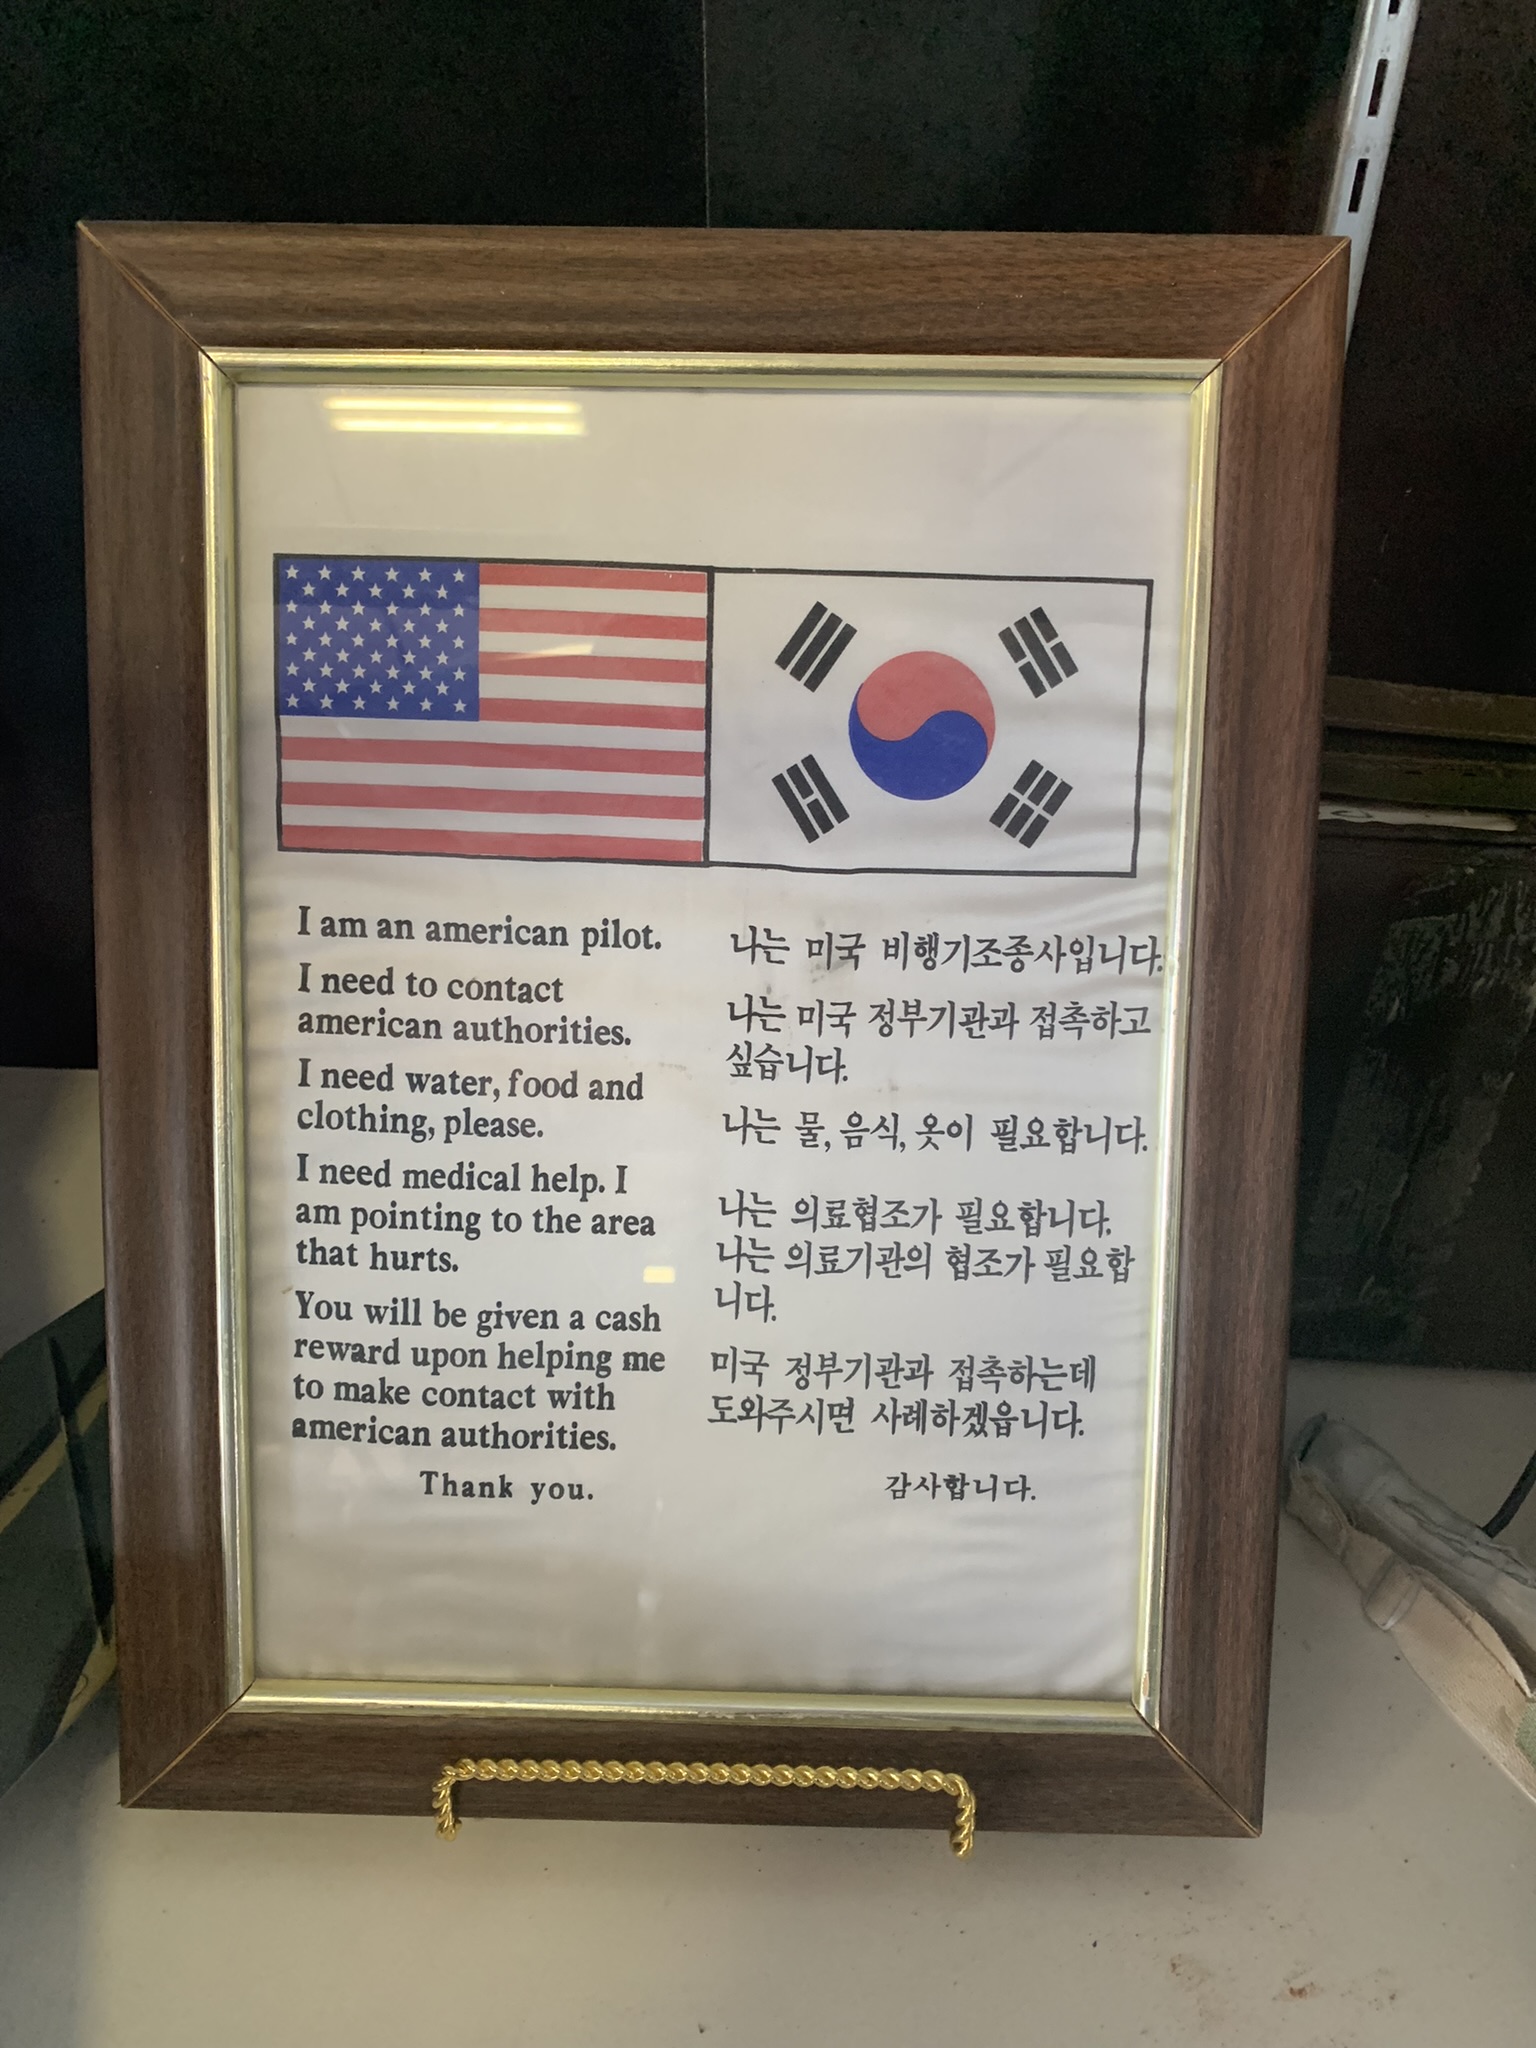 I am an american pilot.
I need to contact
american authorities.
I need water, food and
clothing, please.
I need medical help. I
am pointing to the area
that hurts.
You will be given a cash
reward upon helping me
to make contact with
american authorities.
Thank you.
나는 미국 비행기조종사입니다.
나는 미국 정부기관과 접촉하고
싶습니다.
나는 물, 음식, 옷이 필요합니다.
나는 의료협조가 필요합니다.
나는 의료기관의 협조가 필요합
니다.
미국 정부기관과 접촉하는데
도와주시면 사례하겠읍니다.
감사합니다.